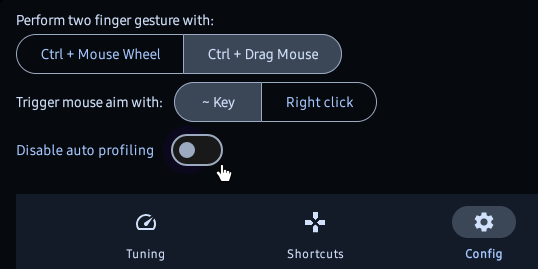 Perform two finger gesture with:
Ctrl + Mouse Wheel Ctrl + Drag Mouse
Trigger mouse aim with: ~ Key Right click
Disable auto profiling
Tuning Shortcuts Config